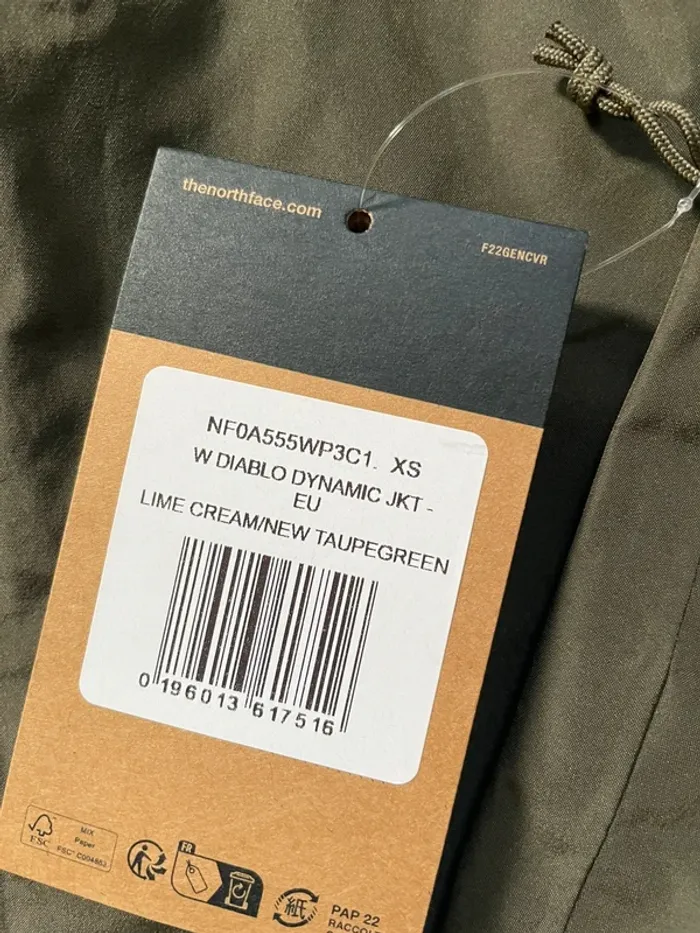 thenorthface.com
F22GENCVR
NF0A555WP3C1. XS
W DIABLO DYNAMIC JKT -
EU
LIME CREAM/NEW TAUPEGREEN
0 196013 617516
MIX
Paper
FSC
FSC® C004863
FR
紙
PAP 22